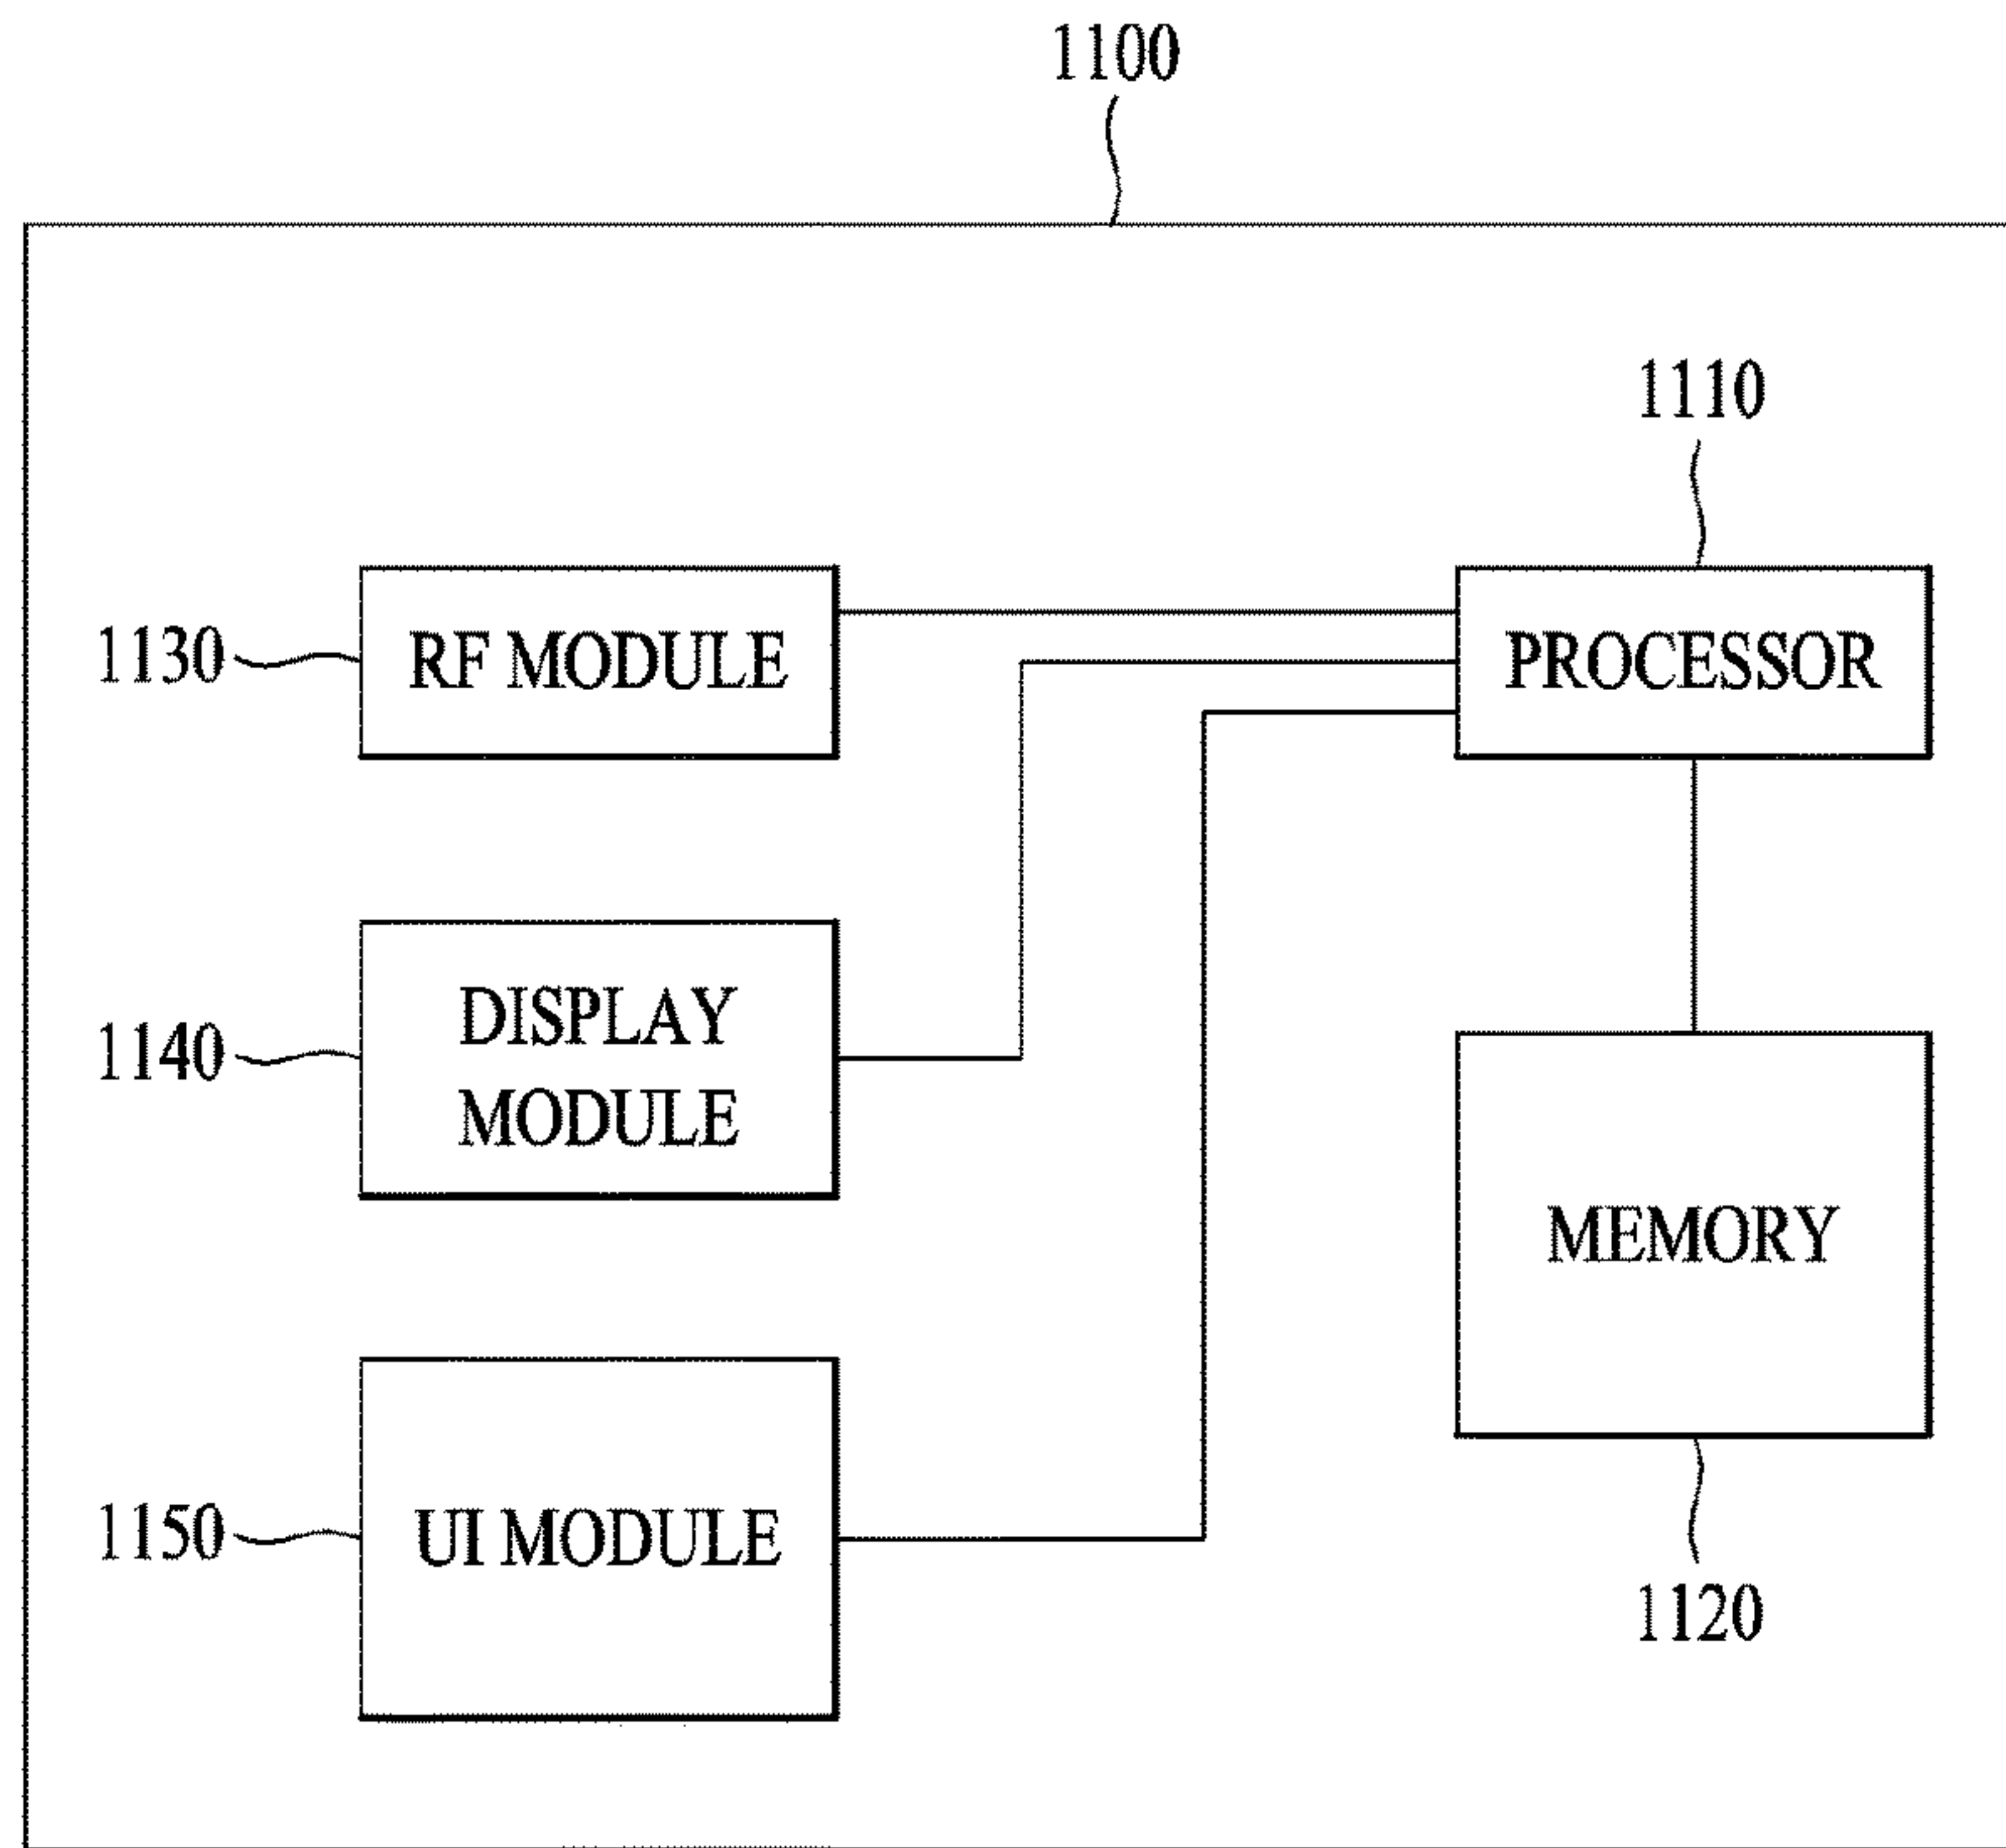 1100
1110
1130
RF MODULE
PROCESSOR
1140
DISPLAY
MODULE
MEMORY
1150
UI MODULE
1120